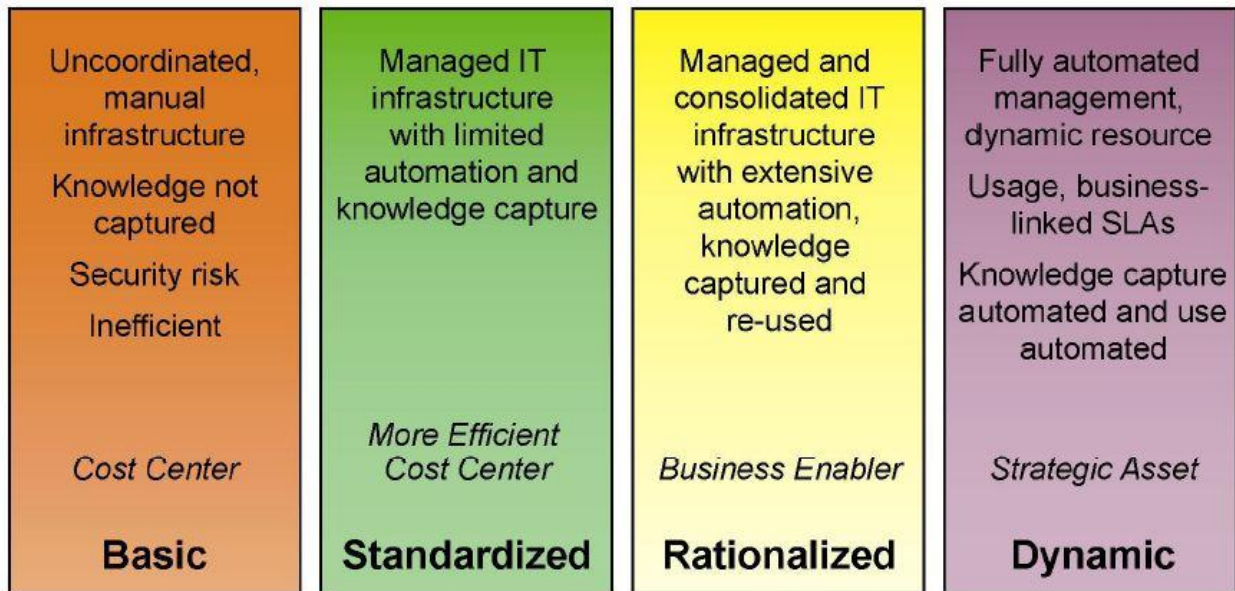 Uncoordinated,
manual
infrastructure
Knowledge not
captured
Security risk
Inefficient
Cost Center
Basic
Managed IT
infrastructure
with limited
automation and
knowledge capture
More Efficient
Cost Center
Standardized
Managed and
consolidated IT
infrastructure
with extensive
automation,
knowledge
captured and
re-used
Business Enabler
Rationalized
Fully automated
management,
dynamic resource
Usage, business-
linked SLAs
Knowledge capture
automated and use
automated
Strategic Asset
Dynamic